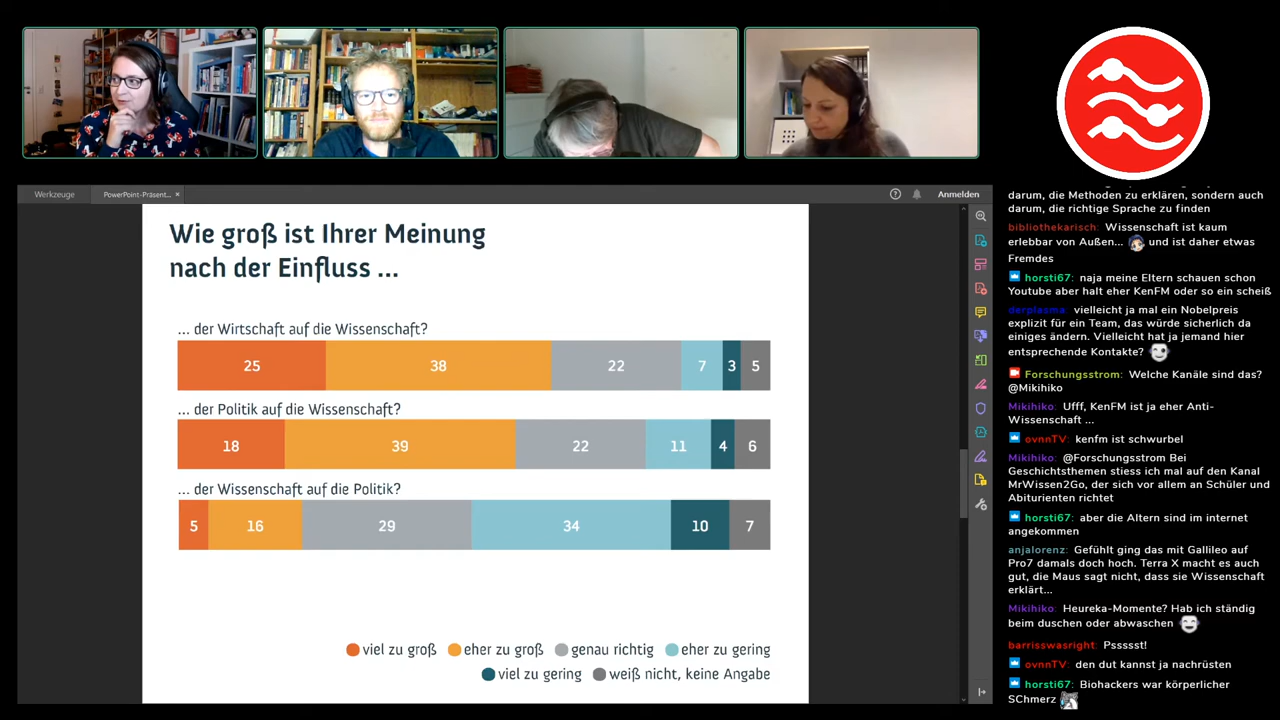 Werkzeuge
PowerPoint-Präsent... ×
?
Anmelden
Wie groß ist Ihrer Meinung
nach der Einfluss ...
... der Wirtschaft auf die Wissenschaft?
25 38 22 7 3 5
... der Politik auf die Wissenschaft?
18 39 22 11 4 6
... der Wissenschaft auf die Politik?
5 16 29 34 10 7
viel zu groß eher zu groß genau richtig eher zu gering
viel zu gering weiß nicht, keine Angabe
darum, die Methoden zu erklären, sondern auch
darum, die richtige Sprache zu finden
bibliothekarisch: Wissenschaft ist kaum
erlebbar von Außen... und ist daher etwas
Fremdes
horsti67: naja meine Eltern schauen schon
Youtube aber halt eher KenFM oder so ein scheiß
derplasma: vielleicht ja mal ein Nobelpreis
explizit für ein Team, das würde sicherlich da
einiges ändern. Vielleicht hat ja jemand hier
entsprechende Kontakte?
Forschungsstrom: Welche Kanäle sind das?
@Mikihiko
Mikihiko: Ufff, KenFM ist ja eher Anti-
Wissenschaft ...
ovnnTV: kenfm ist schwurbel
Mikihiko: @Forschungsstrom Bei
Geschichtsthemen stiess ich mal auf den Kanal
MrWissen2Go, der sich vor allem an Schüler und
Abiturienten richtet
horsti67: aber die Altern sind im internet
angekommen
anjalorenz: Gefühlt ging das mit Gallileo auf
Pro7 damals doch hoch. Terra X macht es auch
gut, die Maus sagt nicht, dass sie Wissenschaft
erklärt...
Mikihiko: Heureka-Momente? Hab ich ständig
beim duschen oder abwaschen
barrisswasright: Pssssst!
ovnnTV: den dut kannst ja nachrüsten
horsti67: Biohackers war körperlicher
SChmerz